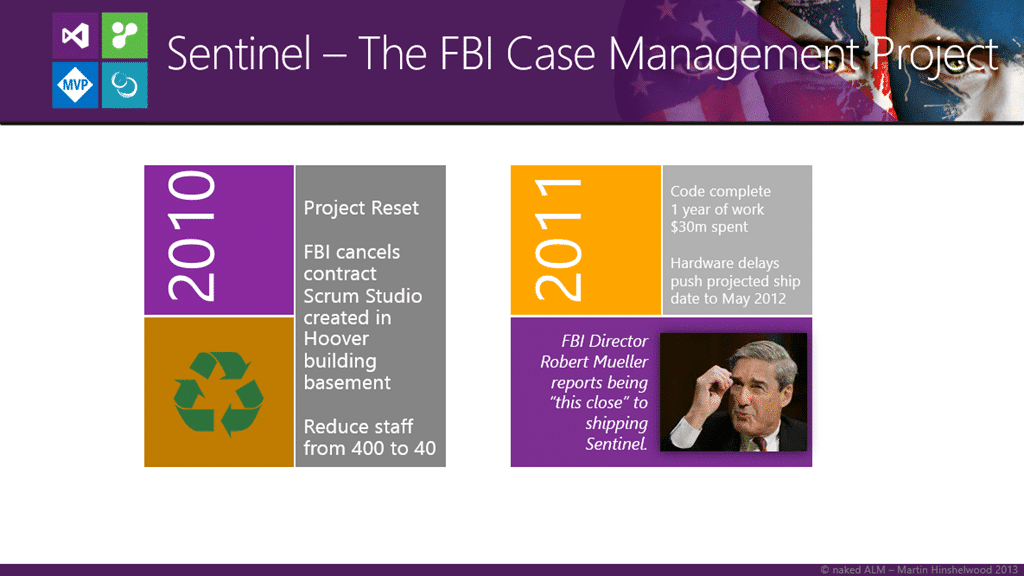 MVP
Sentinel – The FBI Case Management Project
2010
Project Reset
FBI cancels
contract
Scrum Studio
created in
Hoover
building
basement
Reduce staff
from 400 to 40
2011
Code complete
1 year of work
$30m spent
Hardware delays
push projected ship
date to May 2012
FBI Director
Robert Mueller
reports being
“this close” to
shipping
Sentinel.
© naked ALM – Martin Hinshelwood 2013